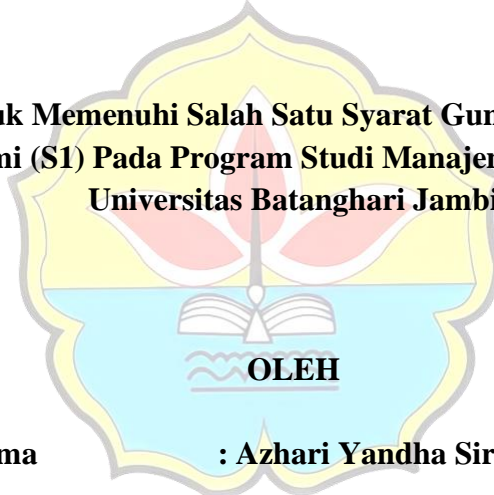 uk Memenuhi Salah Satu Syarat Gun
mi (S1) Pada Program Studi Manajer
Universitas Batanghari Jambi
OLEH
ma : Azhari Yandha Sir